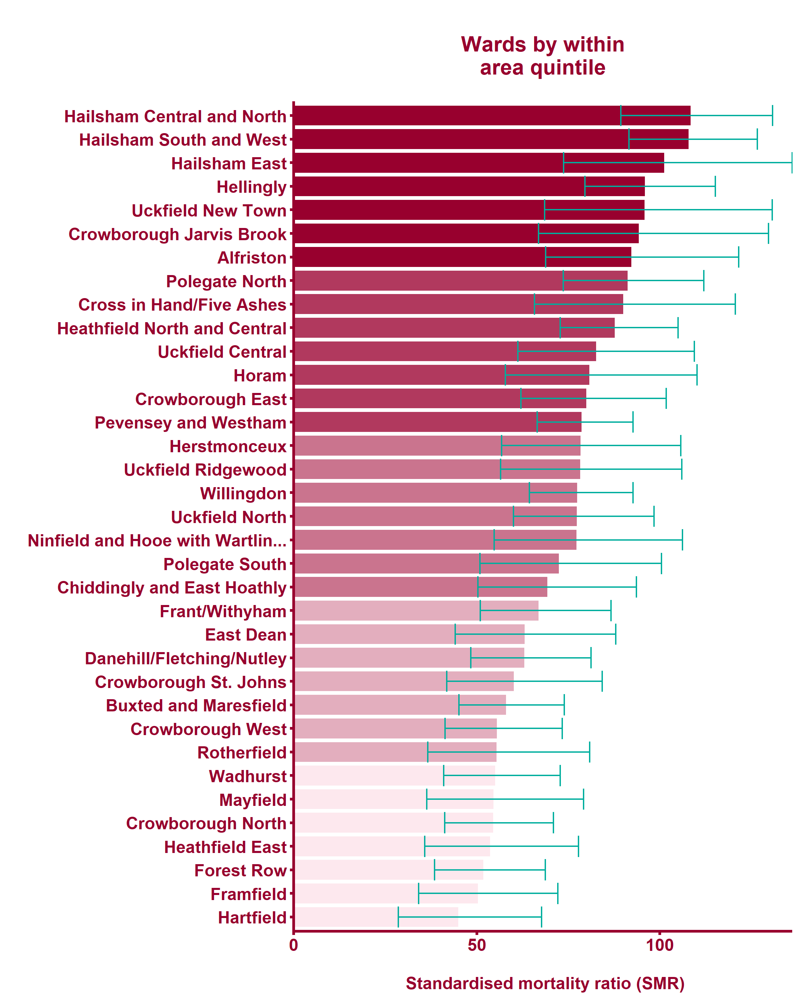 Wards by within
area quintile
Hailsham Central and North
Hailsham South and West
Hailsham East
Hellingly
Uckfield New Town
Crowborough Jarvis Brook
Alfriston
Polegate North
Cross in Hand/Five Ashes
Heathfield North and Central
Uckfield Central
Horam
Crowborough East
Pevensey and Westham
Herstmonceux
Uckfield Ridgewood
Willingdon
Uckfield North
Ninfield and Hooe with Wartlin...
Polegate South
Chiddingly and East Hoathly
Frant/Withyham
East Dean
Danehill/Fletching/Nutley
Crowborough St. Johns
Buxted and Maresfield
Crowborough West
Rotherfield
Wadhurst
Mayfield
Crowborough North
Heathfield East
Forest Row
Framfield
Hartfield
0 50 100
Standardised mortality ratio (SMR)